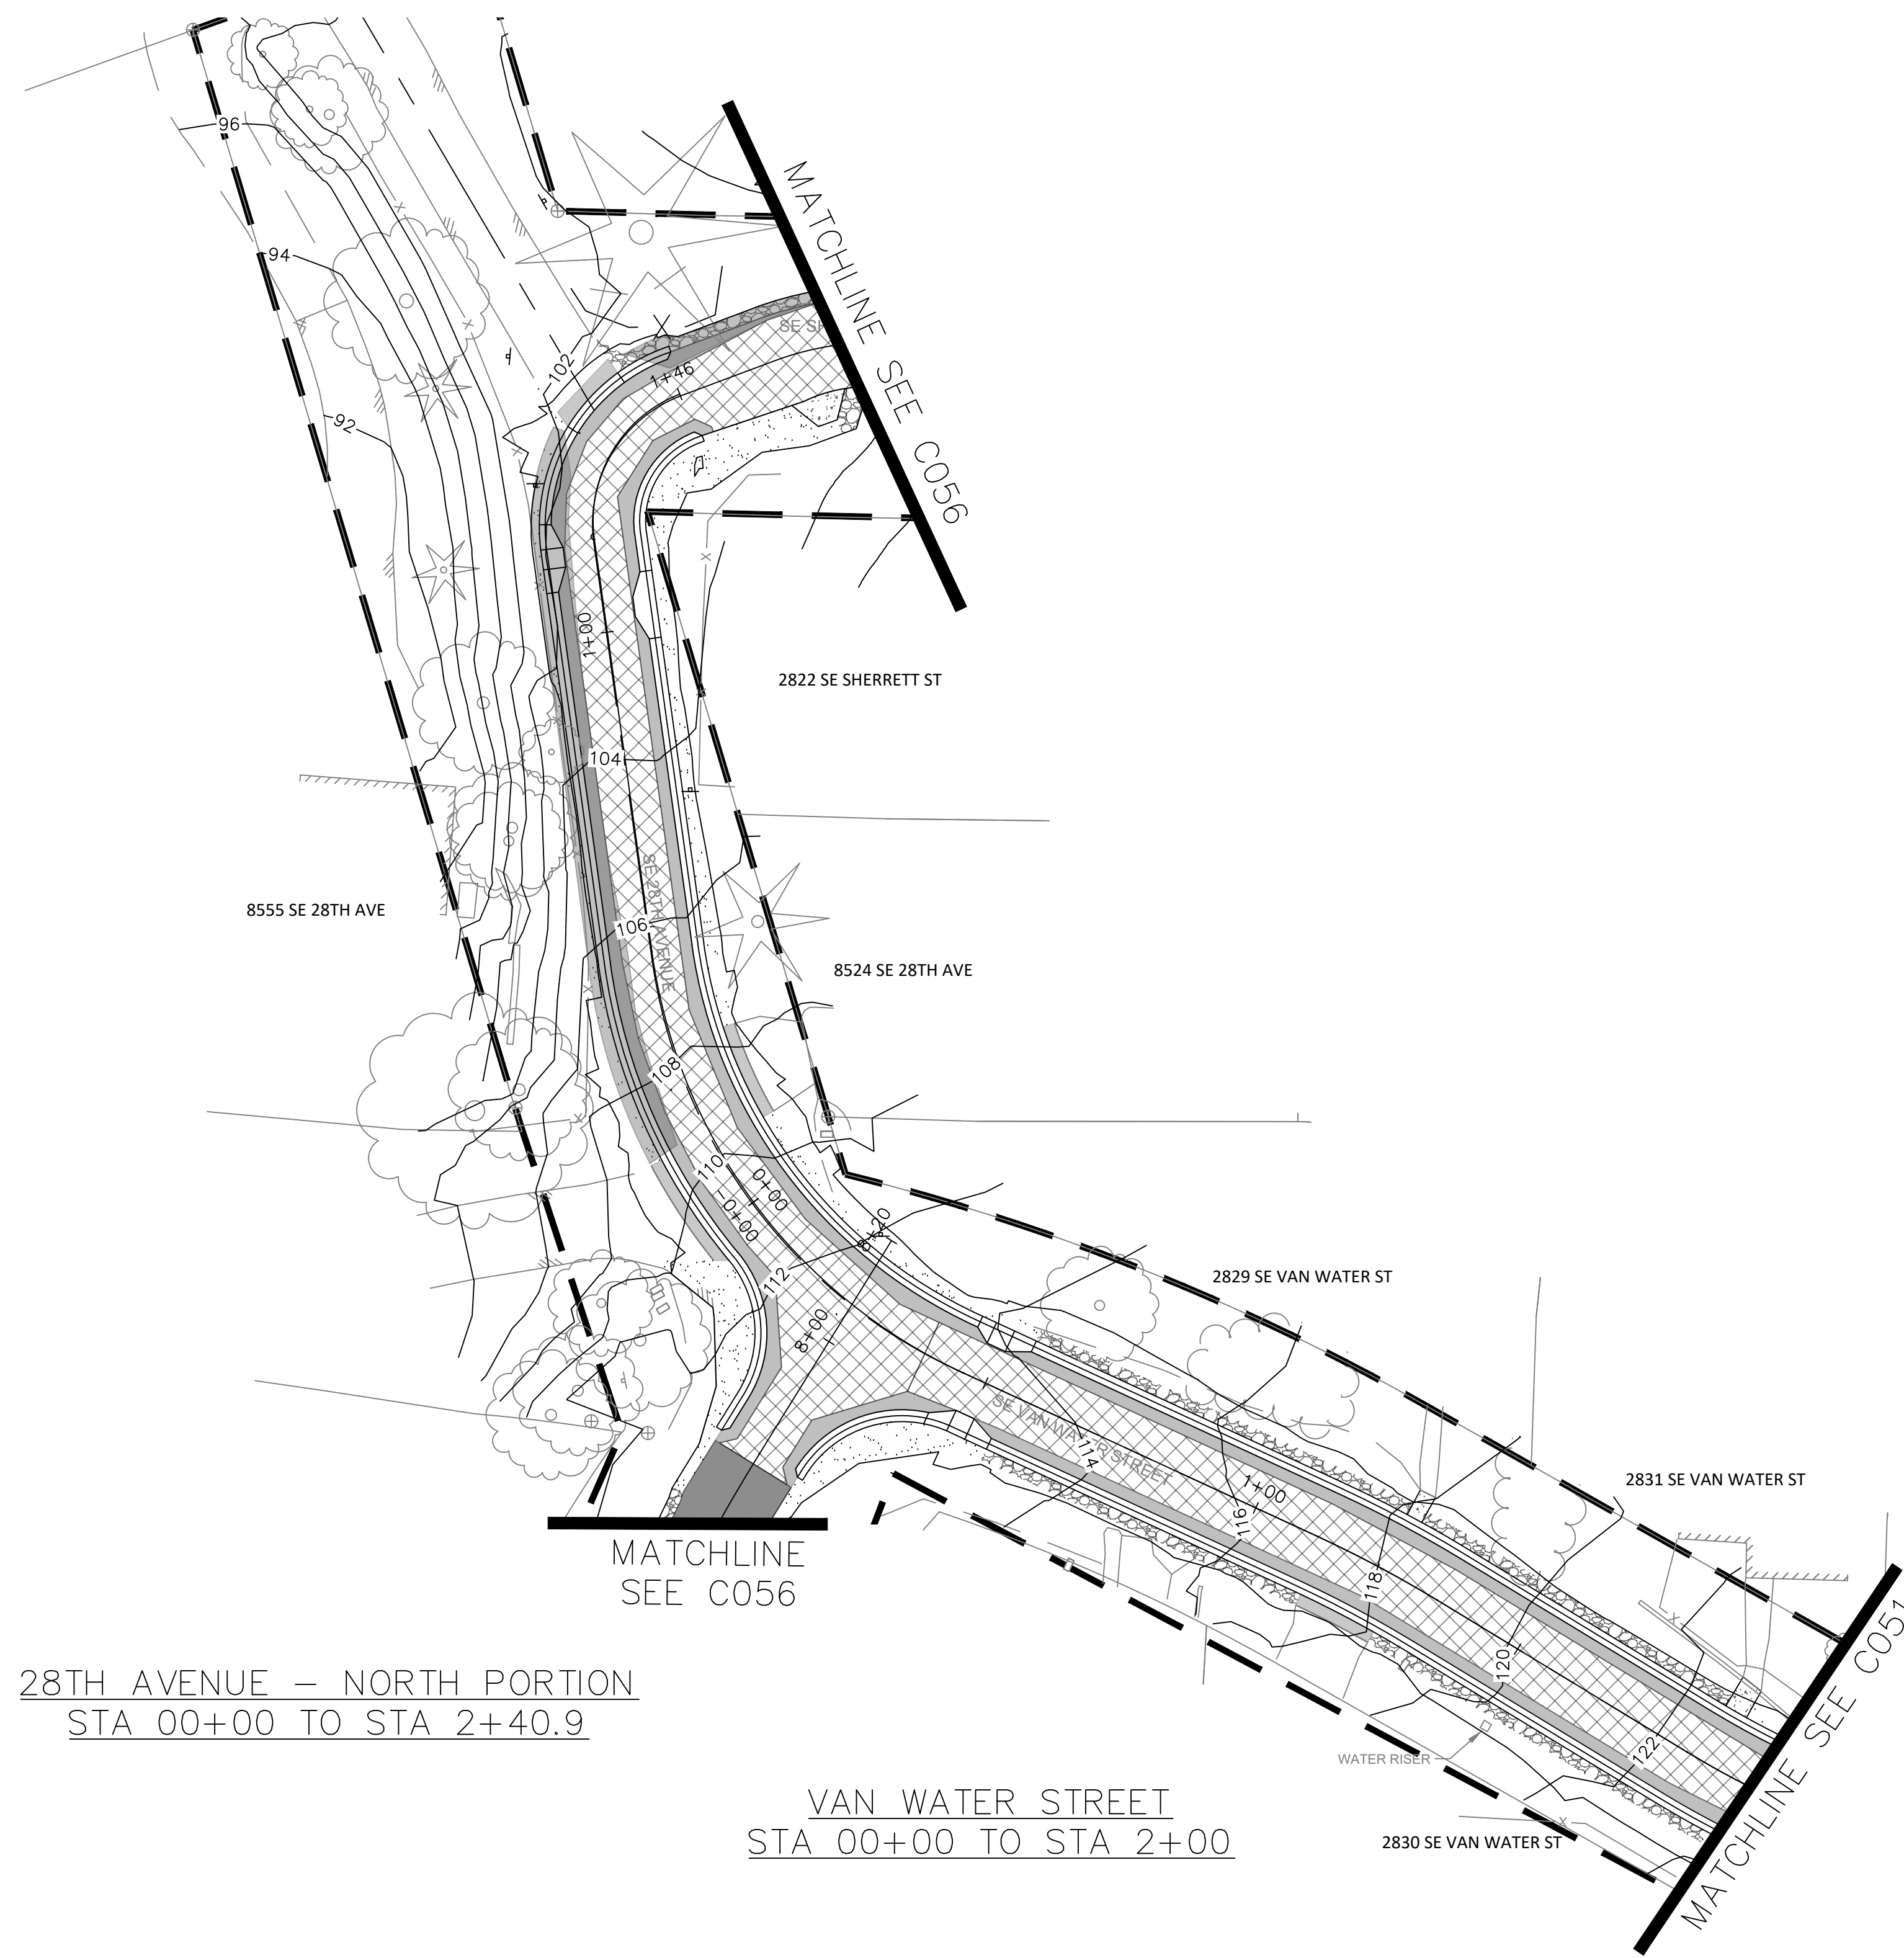 96
MATCHLINE SEE C056
94
SE
102
1+46
92
1+00
2822 SE SHERRETT ST
104
SE 28TH AVENUE
8555 SE 28TH AVE
106
8524 SE 28TH AVE
108
110
0+00
0+00
8+20
112
2829 SE VAN WATER ST
8+00
SE VAN WATER STREET
114
1+00
2831 SE VAN WATER ST
116
MATCHLINE
SEE C056
118
120
MATCHLINE SEE C051
28TH AVENUE – NORTH PORTION
STA 00+00 TO STA 2+40.9
122
WATER RISER
VAN WATER STREET
STA 00+00 TO STA 2+00
2830 SE VAN WATER ST